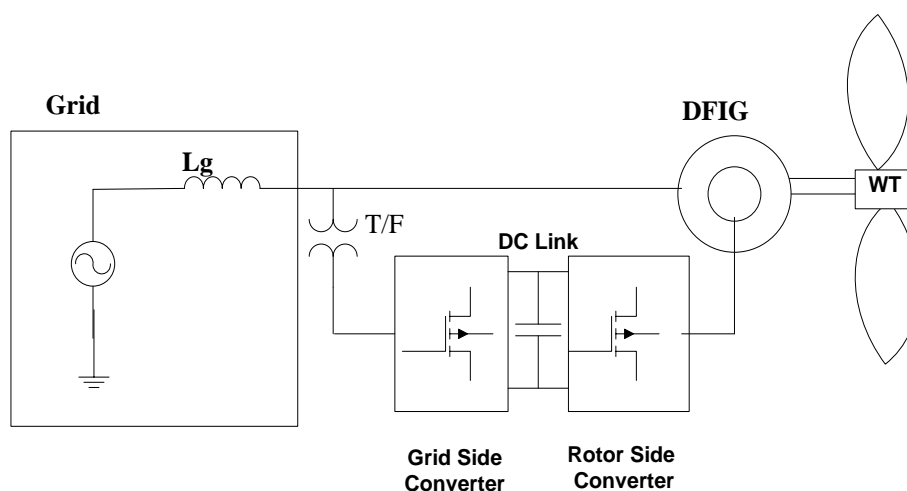 Grid
DFIG
Lg
WT
T/F
DC Link
Grid Side
Converter
Rotor Side
Converter